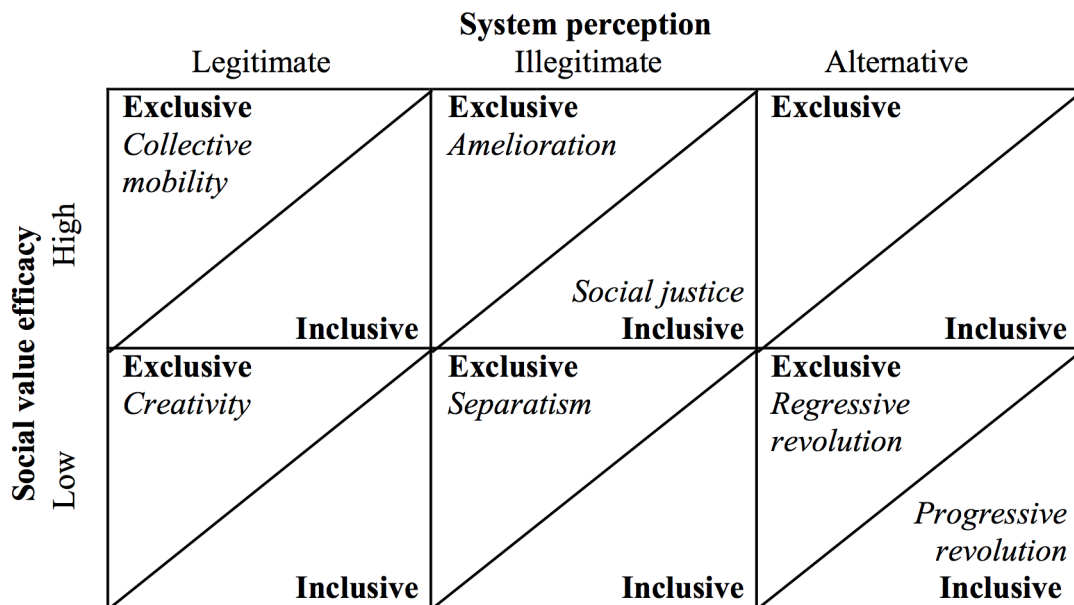 System perception
Legitimate Illegitimate Alternative
Social value efficacy
High
Exclusive Exclusive Exclusive
Collective Amelioration
mobility
Social justice
Inclusive Inclusive Inclusive
Low
Exclusive Exclusive Exclusive
Creativity Separatism Regressive
revolution
Progressive
revolution
Inclusive Inclusive Inclusive